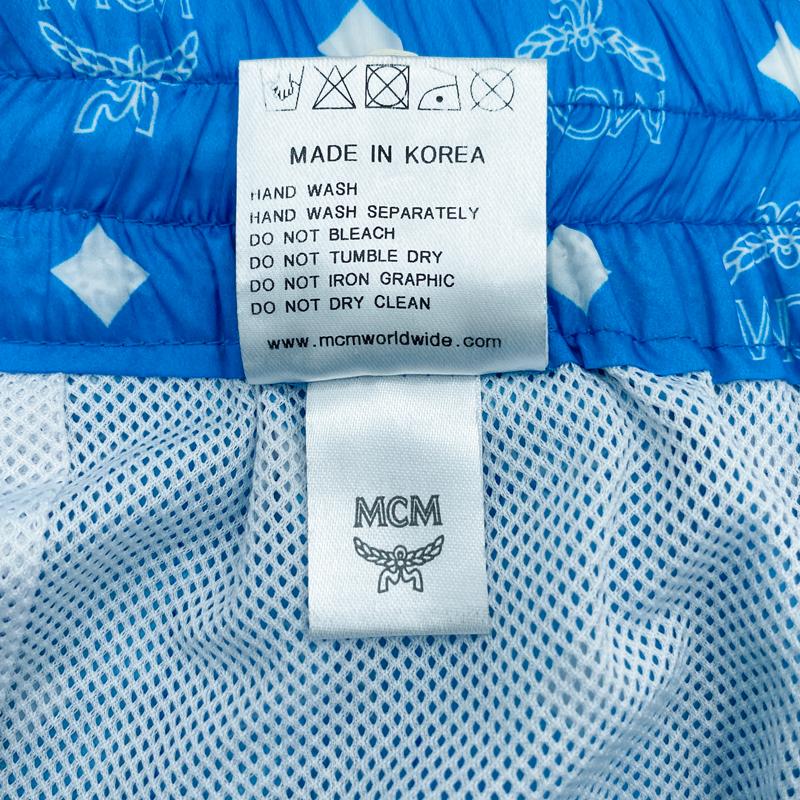 MCM
MADE IN KOREA
HAND WASH
HAND WASH SEPARATELY
DO NOT BLEACH
DO NOT TUMBLE DRY
DO NOT IRON GRAPHIC
DO NOT DRY CLEAN
www.mcmworldwide.com
MCM